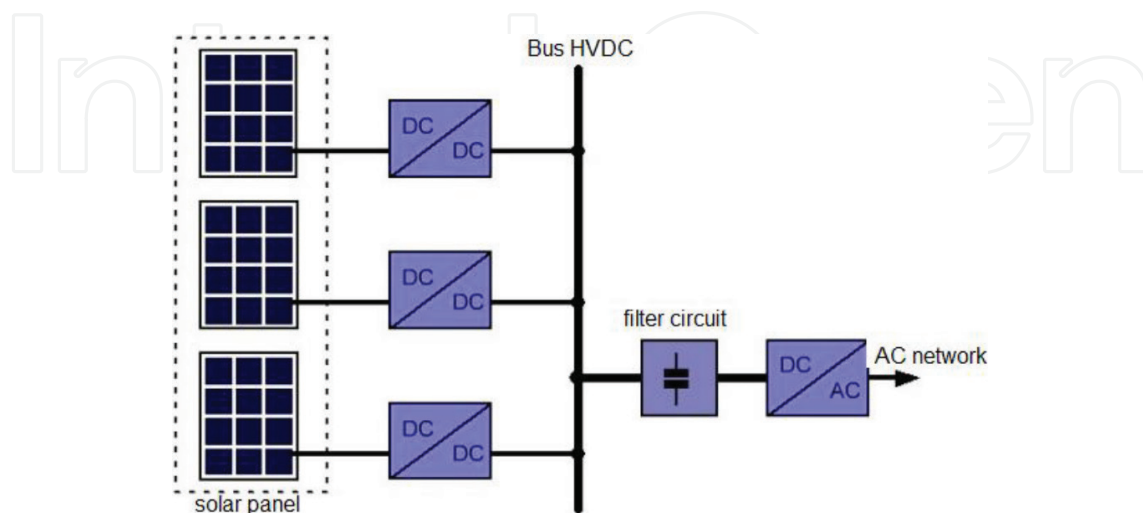 Bus HVDC
DC
DC
DC
DC
filter circuit
DC
AC
AC network
DC
DC
solar panel